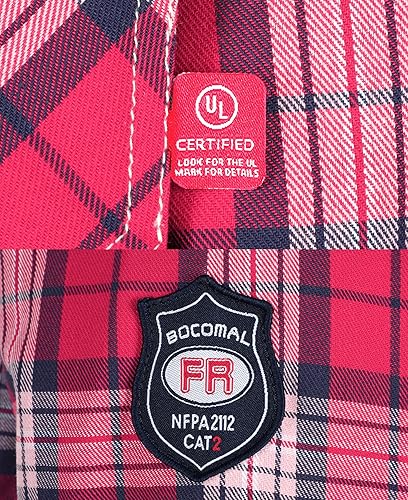 UL
CERTIFIED
LOOK FOR THE UL
MARK FOR DETAILS
BOCOMAL
FR
NFPA2112
CAT2